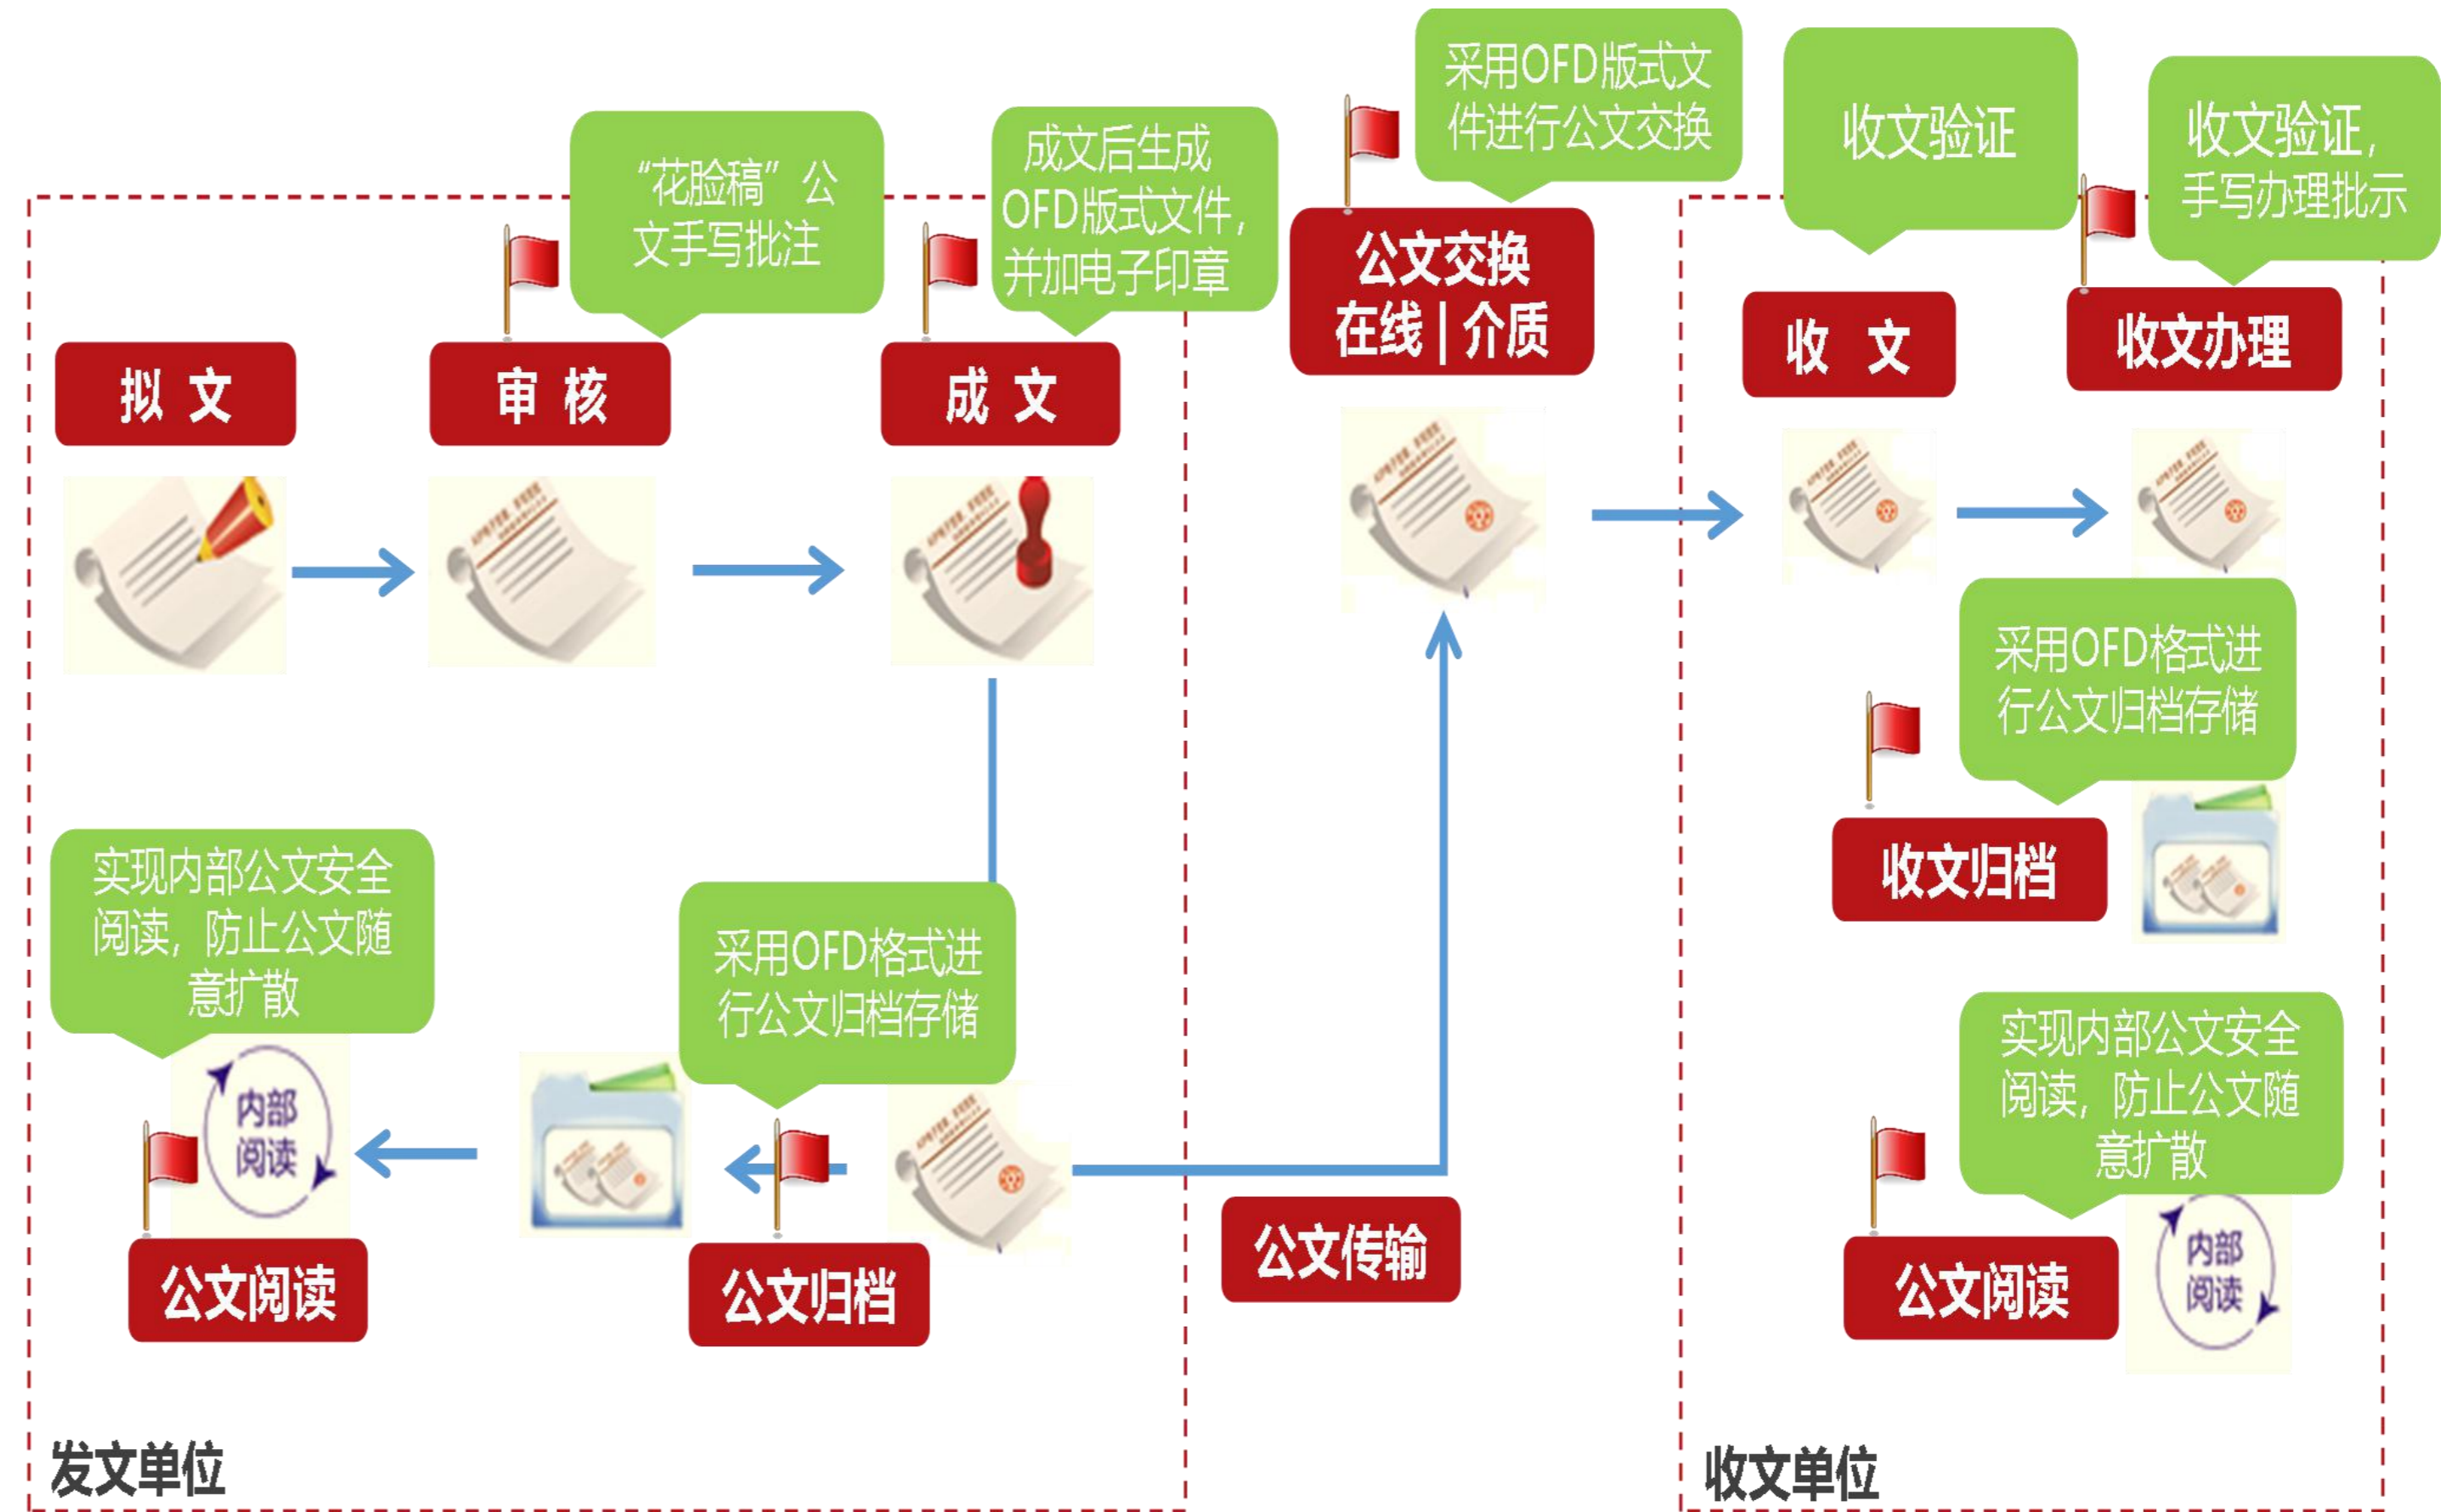 采用OFD版式文
件进行公文交换
收文验证
收文验证,
手写办理批示
“花脸稿”公
文手写批注
成文后生成
OFD版式文件,
并加电子印章
公文交换
在线|介质
收 文
收文办理
拟 文
审 核
成 文
采用OFD格式进
行公文归档存储
收文归档
实现内部公文安全
阅读, 防止公文随
意扩散
采用OFD格式进
行公文归档存储
内部
阅读
公文阅读
公文归档
公文传输
实现内部公文安全
阅读, 防止公文随
意扩散
公文阅读
内部
阅读
发文单位
收文单位